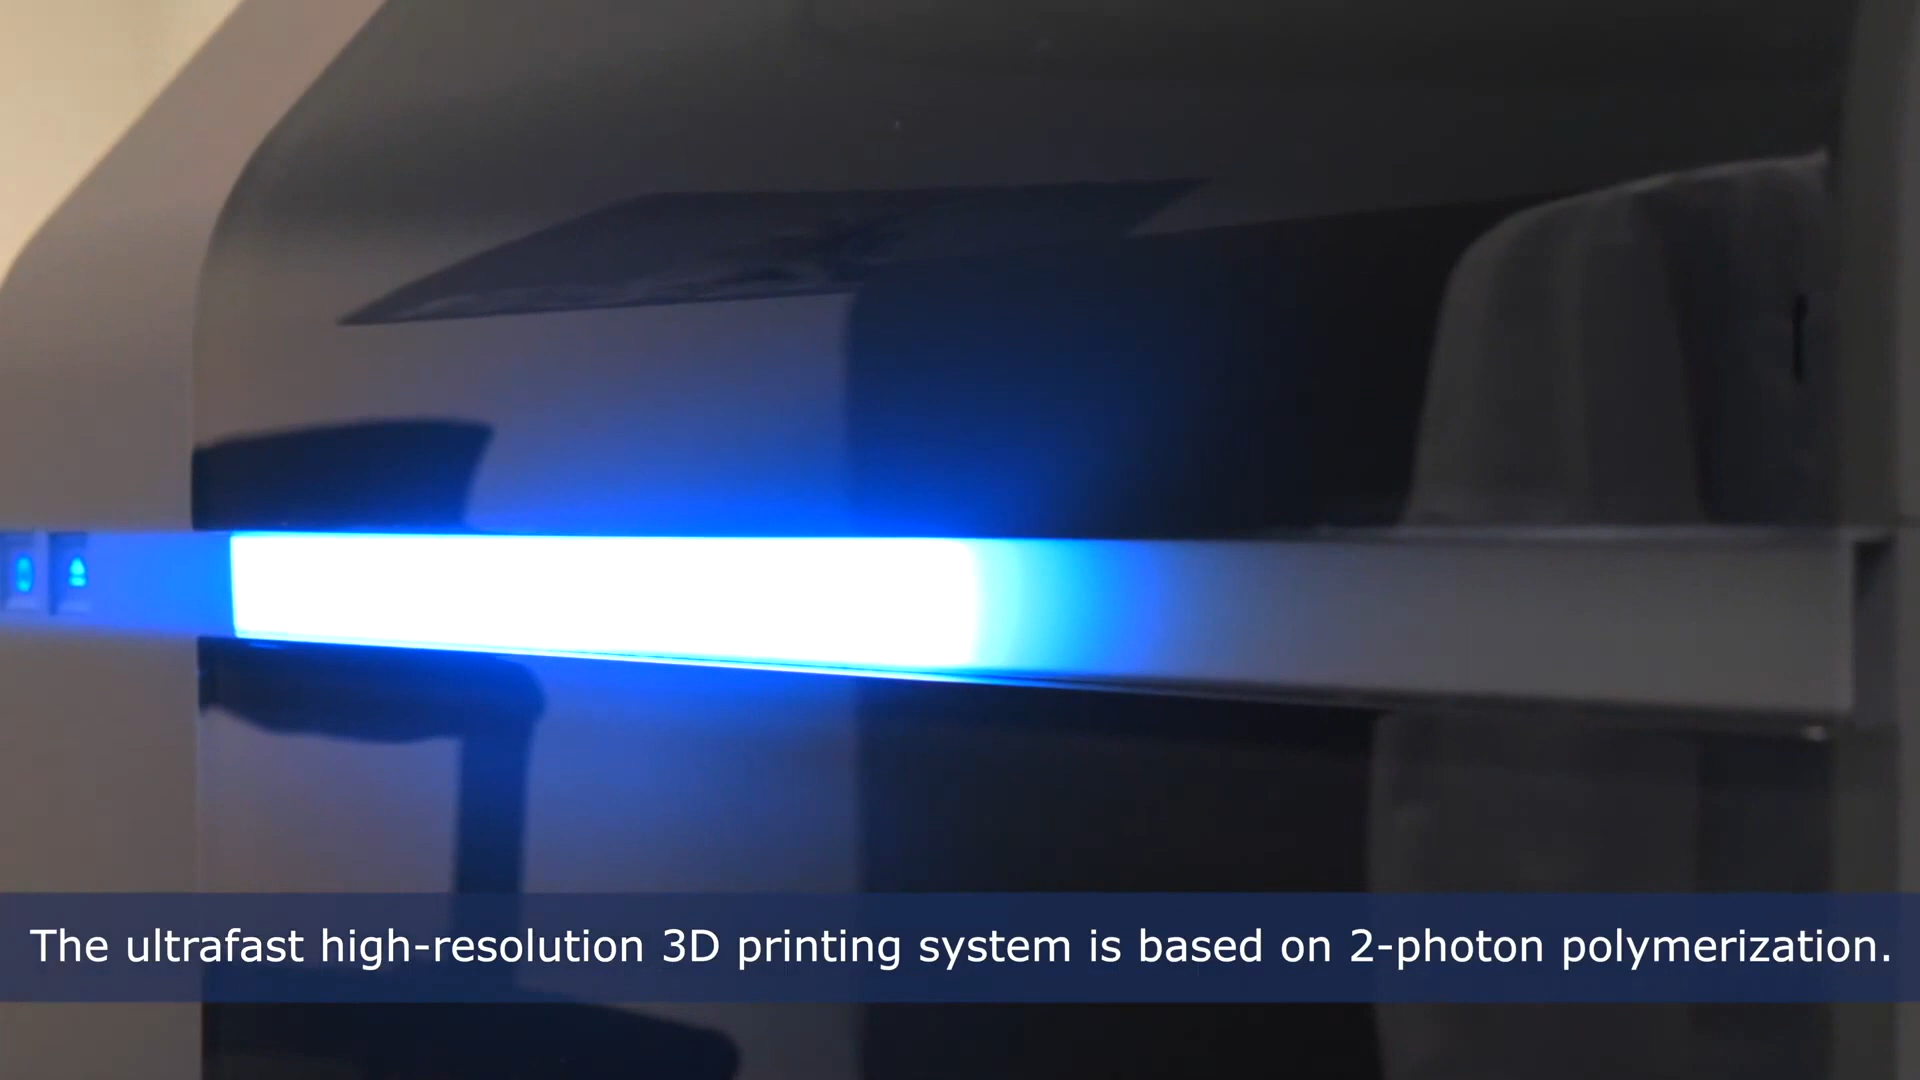 The ultrafast high-resolution 3D printing system is based on 2-photon polymerization.